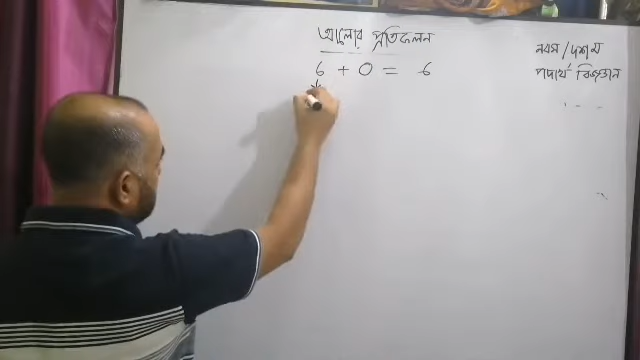 আলোর প্রতিফলন
6 + 0 = 6
নবম/দশম
পদার্থ বিজ্ঞান